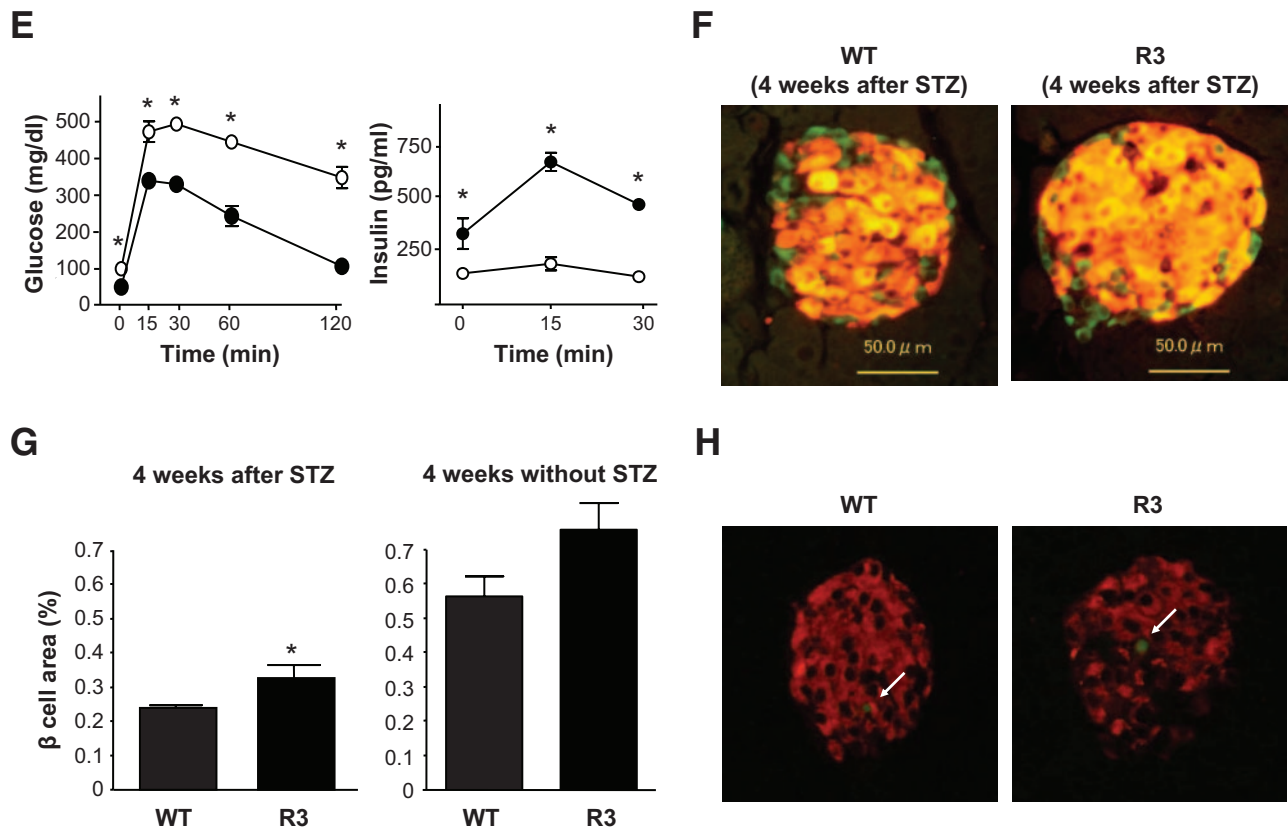 E
Glucose (mg/dl)
500
400
300
200
100
0
* * * * *
0 15 30 60 120
Time (min)
Insulin (pg/ml)
750
500
250
* * *
0 15 30
Time (min)
F
WT
(4 weeks after STZ)
50.0 μm
R3
(4 weeks after STZ)
50.0 μm
G
4 weeks after STZ
β cell area (%)
0.7
0.6
0.5
0.4
0.3
0.2
0.1
0
*
WT R3
4 weeks without STZ
0.7
0.6
0.5
0.4
0.3
0.2
0.1
0
WT R3
H
WT
R3